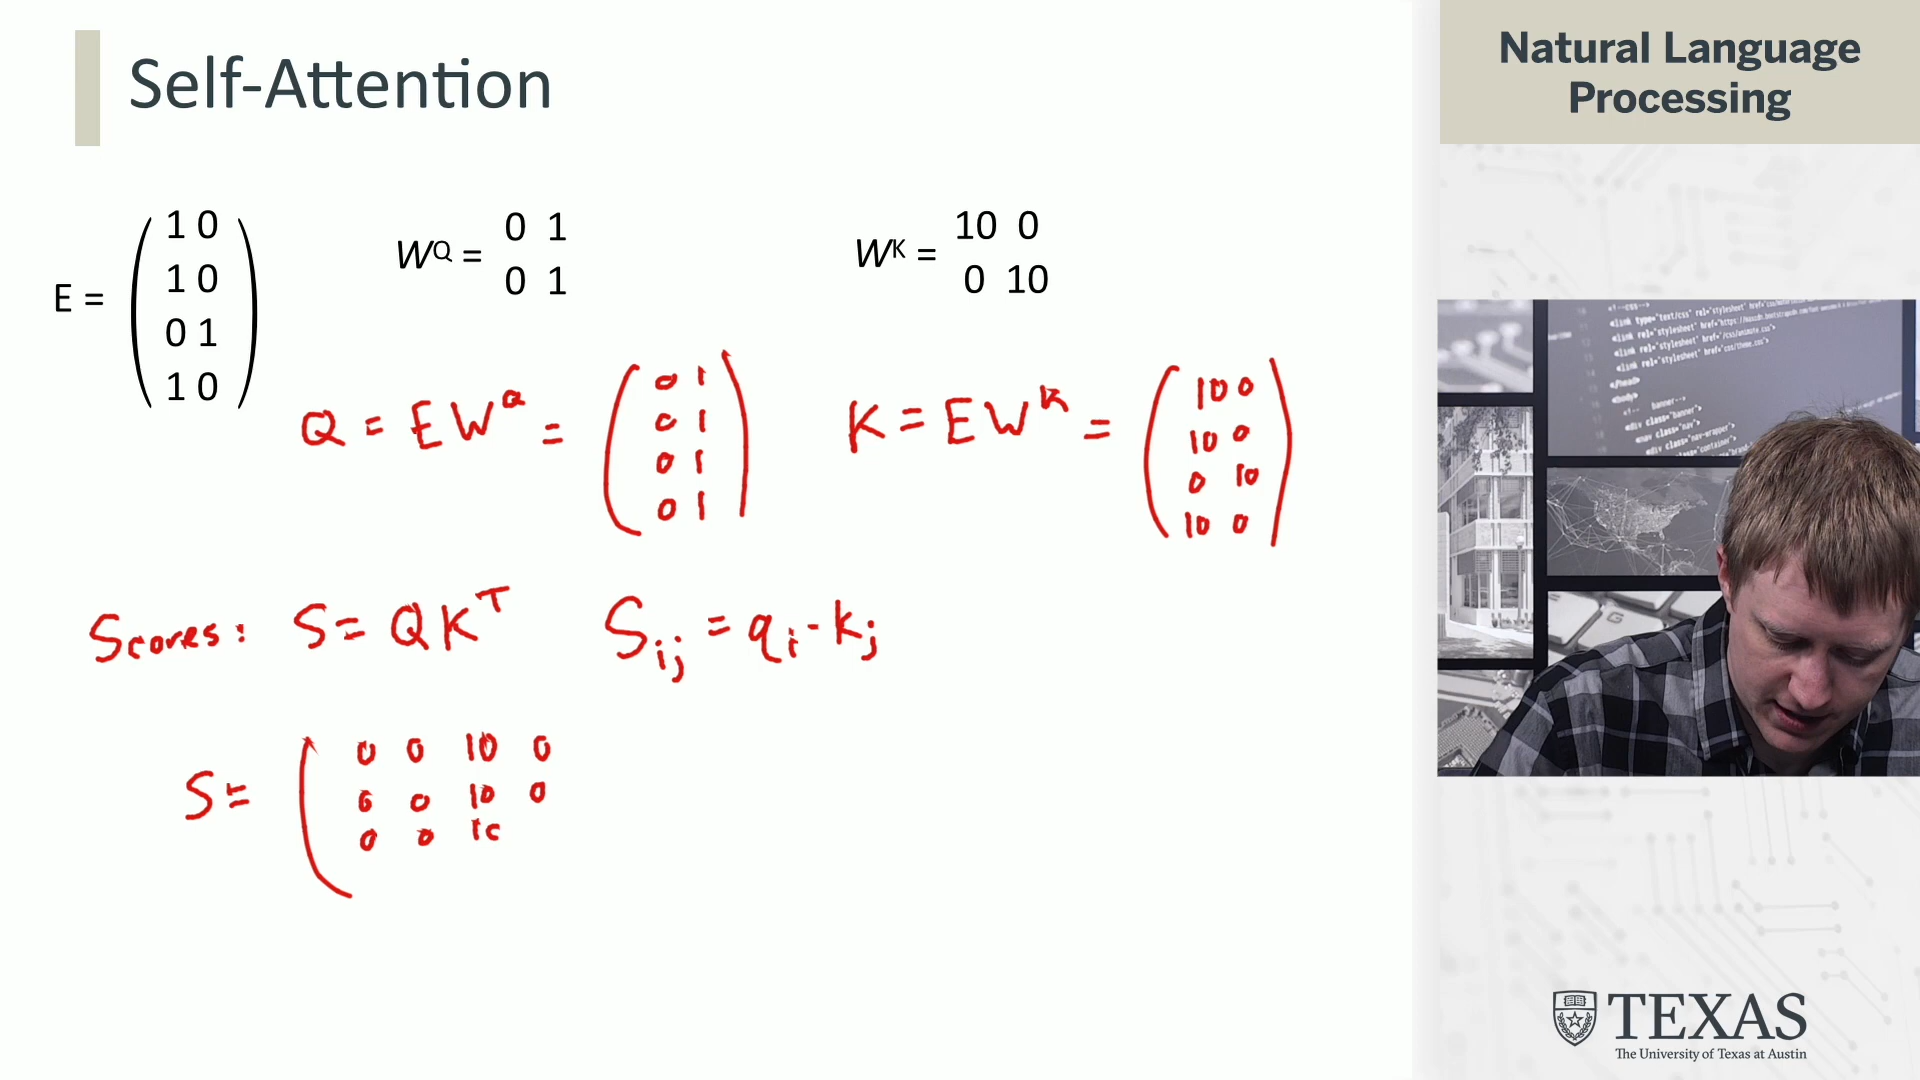 Self-Attention
Natural Language
Processing
E =
1 0
1 0
0 1
1 0
Wᑫ =
0 1
0 1
Wᴷ =
10 0
0 10
Q = E W^Q =
0 1
0 1
0 1
0 1
K = E W^K =
10 0
10 0
0 10
10 0
Scores: S = QK^T S_ij = q_i · k_j
S =
0 0 10 0
0 0 10 0
0 0 10
<!--css-->
TEXAS
The University of Texas at Austin